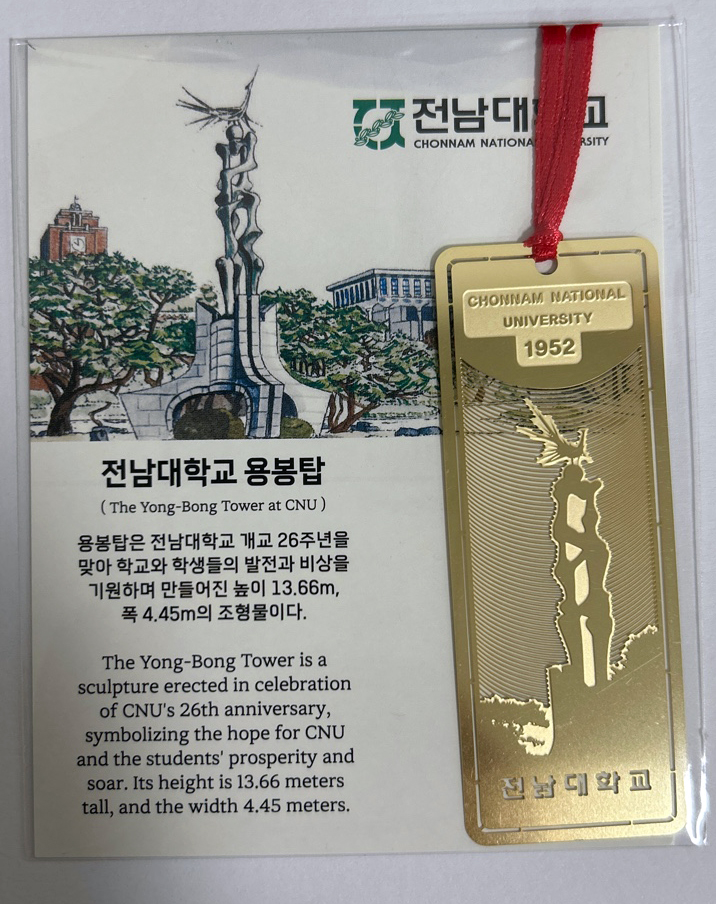 전남대학교
CHONNAM NATIONAL UNIVERSITY
CHONNAM NATIONAL
UNIVERSITY
1952
전남대학교 용봉탑
( The Yong-Bong Tower at CNU )
용봉탑은 전남대학교 개교 26주년을
맞아 학교와 학생들의 발전과 비상을
기원하며 만들어진 높이 13.66m,
폭 4.45m의 조형물이다.
The Yong-Bong Tower is a
sculpture erected in celebration
of CNU's 26th anniversary,
symbolizing the hope for CNU
and the students' prosperity and
soar. Its height is 13.66 meters
tall, and the width 4.45 meters.
전남대학교